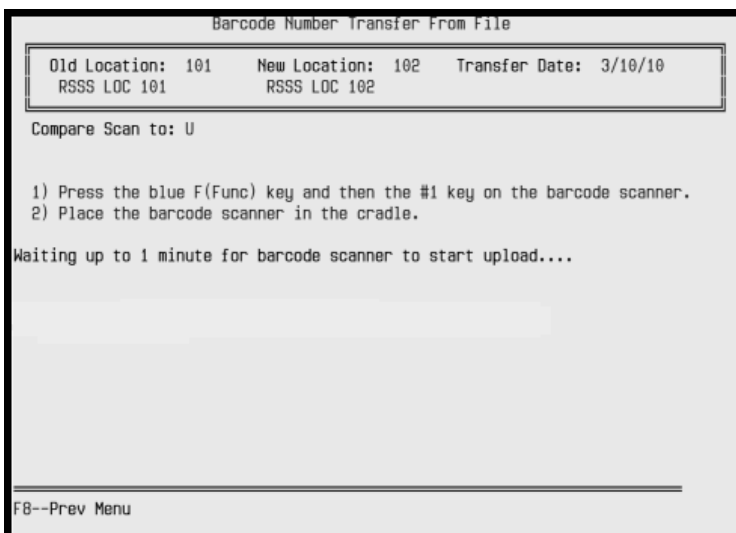 Barcode Number Transfer From File
Old Location: 101 New Location: 102 Transfer Date: 3/10/10
RSSS LOC 101 RSSS LOC 102
Compare Scan to: U
1) Press the blue F(Func) key and then the #1 key on the barcode scanner.
2) Place the barcode scanner in the cradle.
Waiting up to 1 minute for barcode scanner to start upload....
F8--Prev Menu